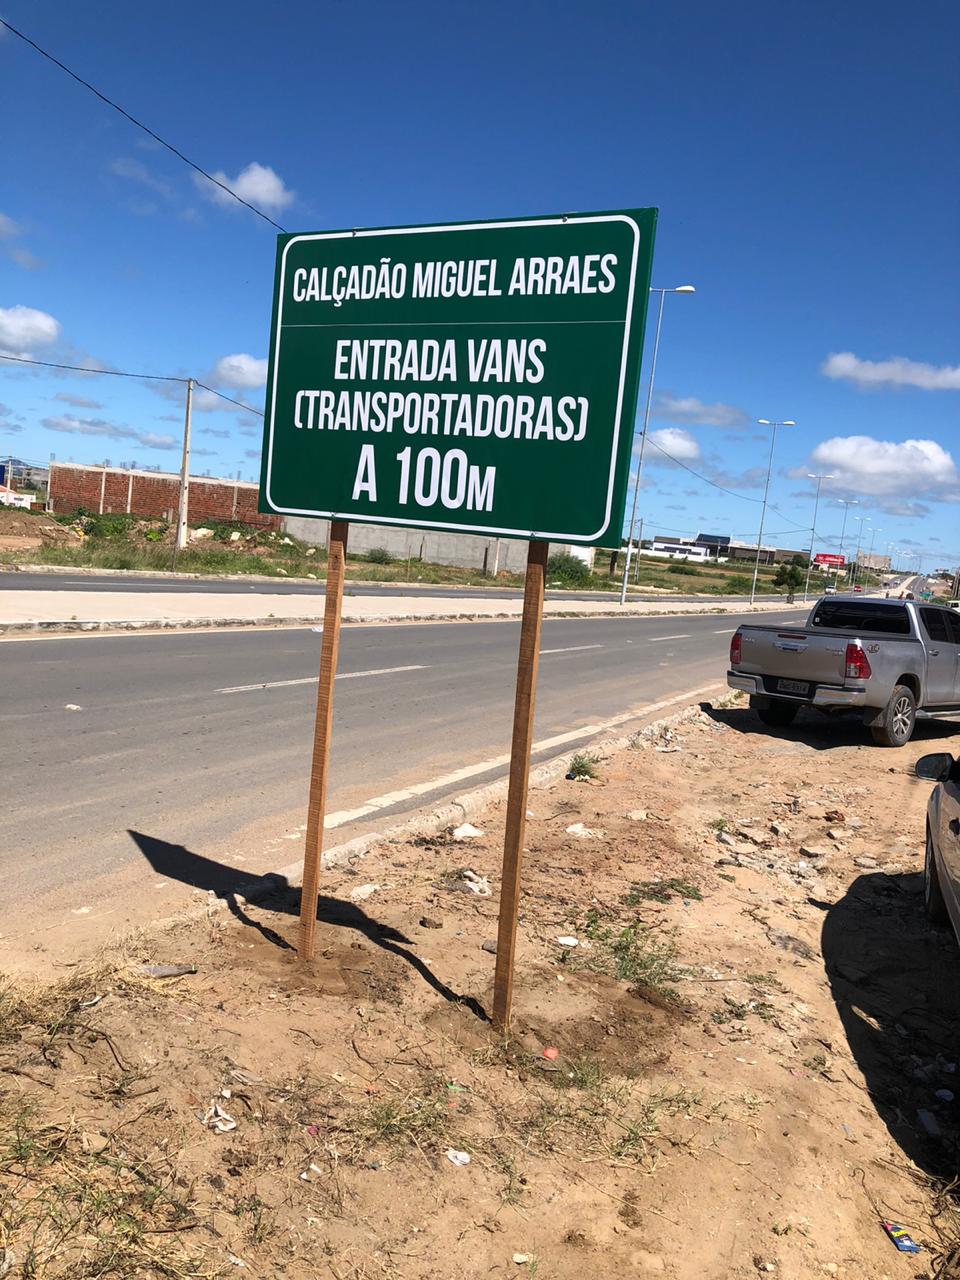 CALÇADÃO MIGUEL ARRAES
ENTRADA VANS
(TRANSPORTADORAS)
A 100M